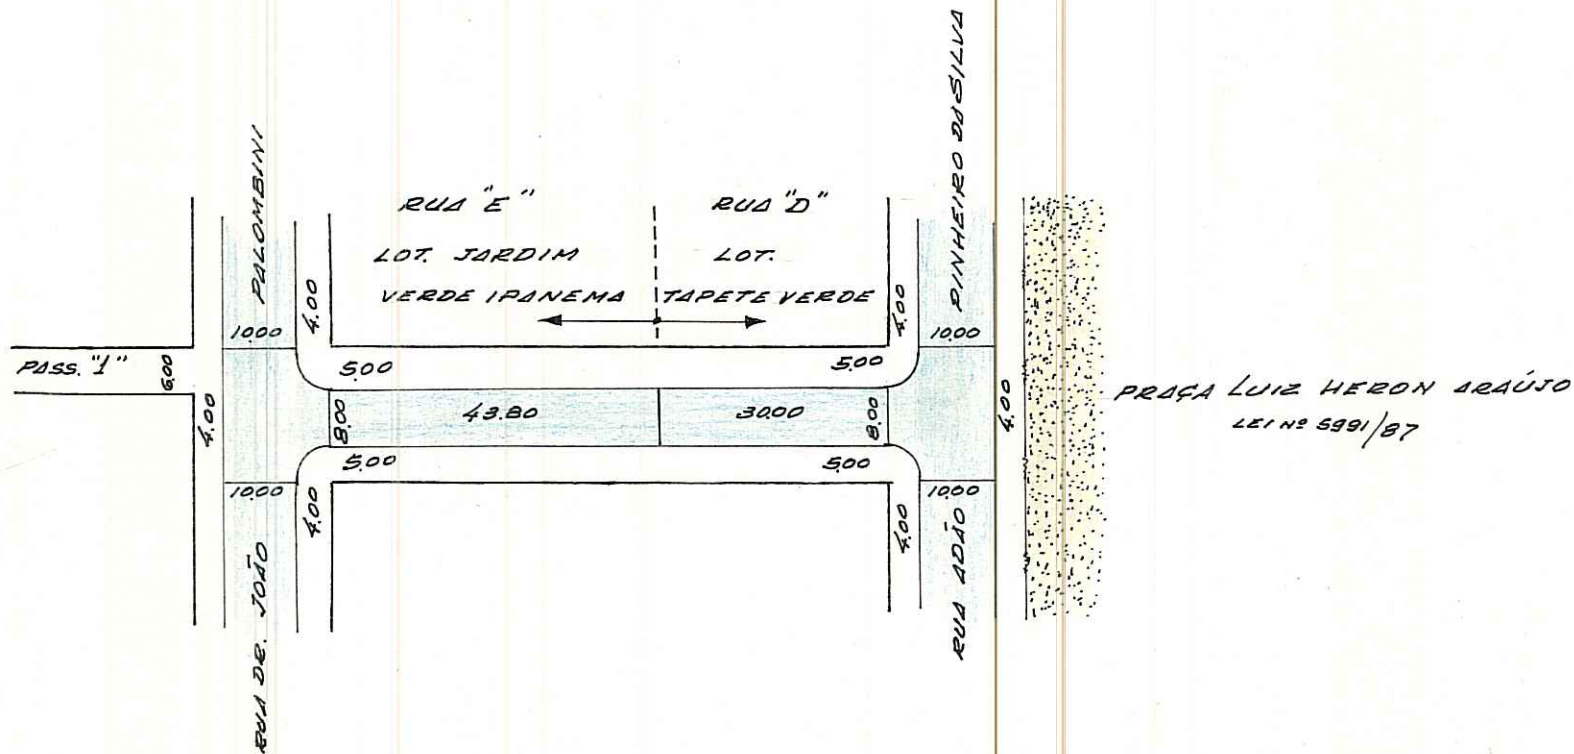 PALOMBINI
RUA DR. JOÃO
PASS. "1"
6.00
4.00
10.00
10.00
4.00
4.00
RUA "E"
LOT. JARDIM
VERDE IPANEMA
RUA "D"
LOT.
TAPETE VERDE
5.00
5.00
8.00
43.80
30.00
8.00
5.00
5.00
4.00
4.00
10.00
10.00
PINHEIRO DA SILVA
RUA ADÃO
4.00
PRAÇA LUIZ HERON ARAÚJO
LEI Nº 5991/87